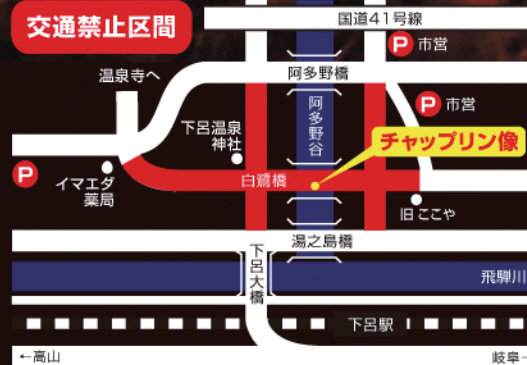 交通禁止区間
国道41号線
P 市営
温泉寺へ
阿多野橋
P 市営
阿多野谷
下呂温泉
神社
チャップリン像
P
イマエダ
薬局
白鷺橋
旧 ここや
湯之島橋
下呂大橋
飛騨川
下呂駅
←高山
岐阜→